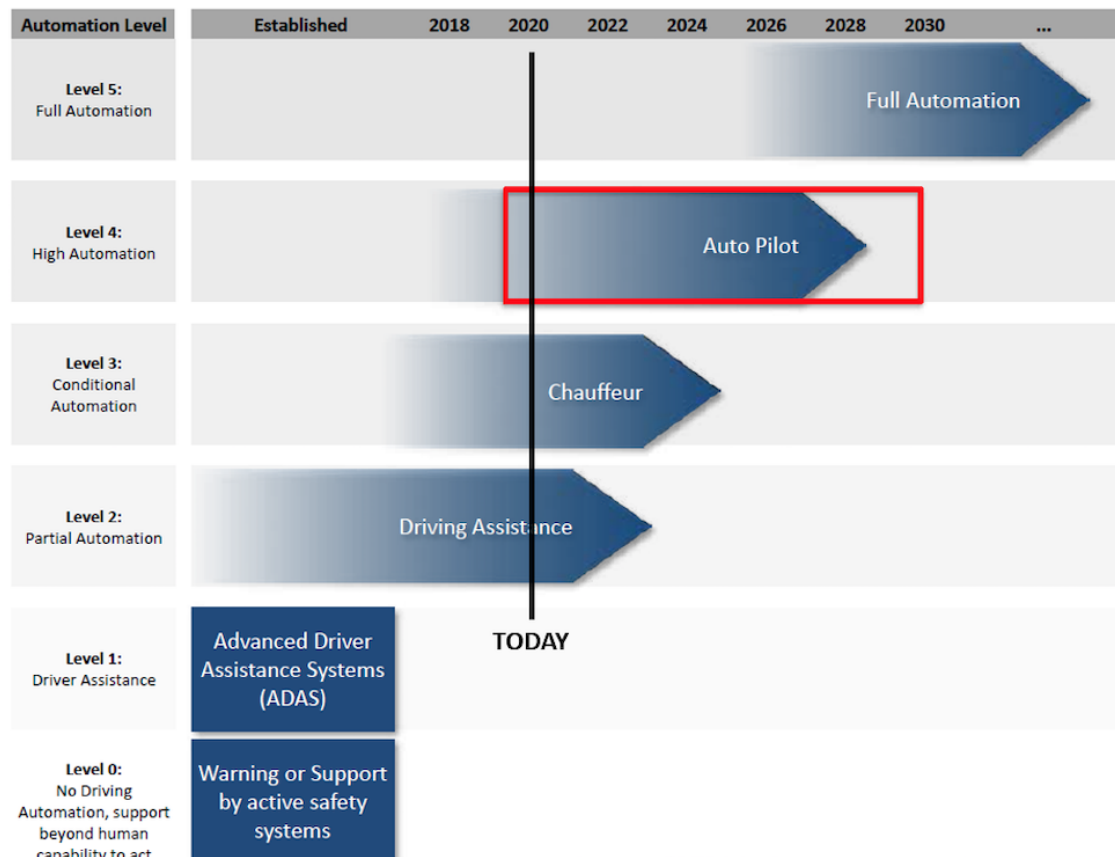 Automation Level Established 2018 2020 2022 2024 2026 2028 2030 ...
Level 5:
Full Automation
Full Automation
Level 4:
High Automation
Auto Pilot
Level 3:
Conditional
Automation
Chauffeur
Level 2:
Partial Automation
Driving Assistance
TODAY
Level 1:
Driver Assistance
Advanced Driver
Assistance Systems
(ADAS)
Level 0:
No Driving
Automation, support
beyond human
capability to act
Warning or Support
by active safety
systems